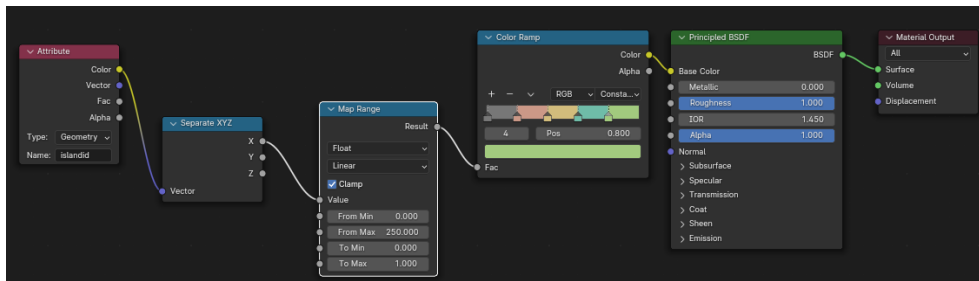 Attribute
Color
Vector
Fac
Alpha
Type: Geometry
Name: islandid
Separate XYZ
X
Y
Z
Vector
Map Range
Result
Float
Linear
Clamp
Value
From Min 0.000
From Max 250.000
To Min 0.000
To Max 1.000
Color Ramp
Color
Alpha
RGB Consta...
4 Pos 0.800
Fac
Principled BSDF
BSDF
Base Color
Metallic 0.000
Roughness 1.000
IOR 1.450
Alpha 1.000
Normal
Subsurface
Specular
Transmission
Coat
Sheen
Emission
Material Output
All
Surface
Volume
Displacement